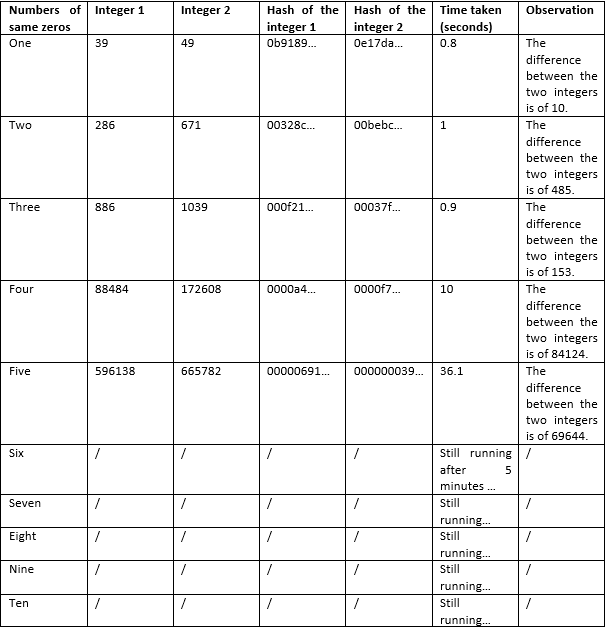 Numbers of same zeros | Integer 1 | Integer 2 | Hash of the integer 1 | Hash of the integer 2 | Time taken (seconds) | Observation
One | 39 | 49 | 0b9189… | 0e17da… | 0.8 | The difference between the two integers is of 10.
Two | 286 | 671 | 00328c… | 00bebc… | 1 | The difference between the two integers is of 485.
Three | 886 | 1039 | 000f21… | 00037f… | 0.9 | The difference between the two integers is of 153.
Four | 88484 | 172608 | 0000a4… | 0000f7… | 10 | The difference between the two integers is of 84124.
Five | 596138 | 665782 | 00000691… | 000000039… | 36.1 | The difference between the two integers is of 69644.
Six | / | / | / | / | Still running after 5 minutes … | /
Seven | / | / | / | / | Still running… | /
Eight | / | / | / | / | Still running… | /
Nine | / | / | / | / | Still running… | /
Ten | / | / | / | / | Still running… | /